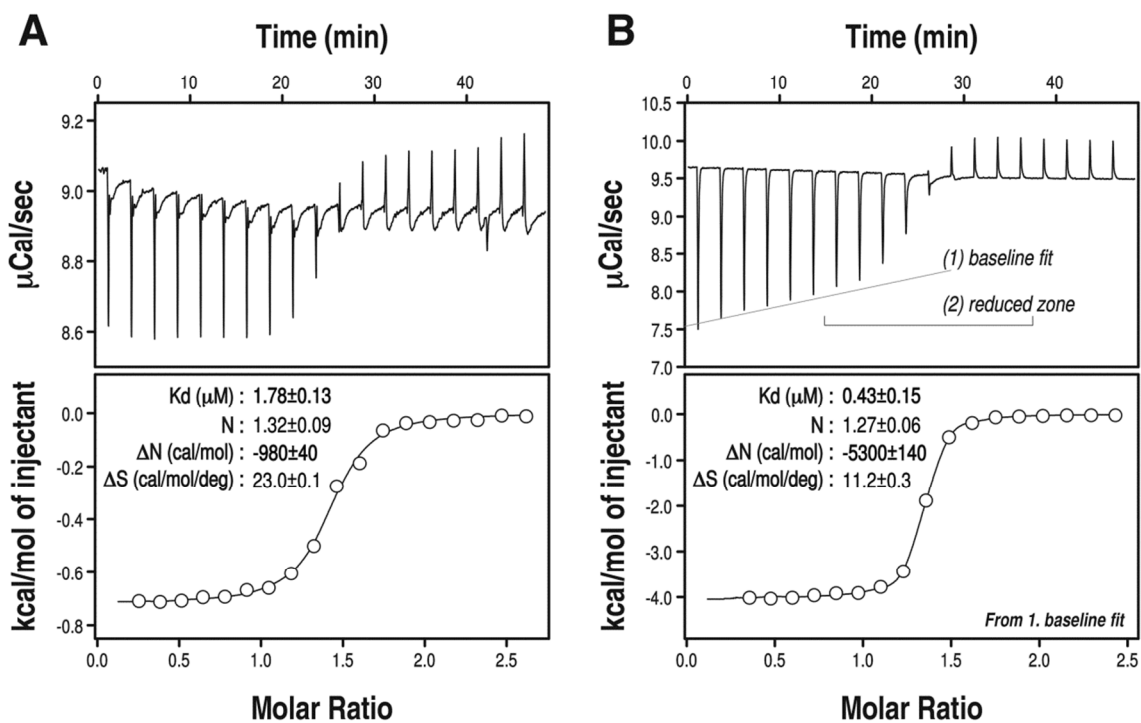 A
Time (min)
0 10 20 30 40
9.2
9.0
8.8
8.6
μCal/sec
Kd (μM) : 1.78±0.13
N : 1.32±0.09
ΔN (cal/mol) : -980±40
ΔS (cal/mol/deg) : 23.0±0.1
0.0
-0.2
-0.4
-0.6
-0.8
kcal/mol of injectant
0.0 0.5 1.0 1.5 2.0 2.5
Molar Ratio
B
Time (min)
0 10 20 30 40
10.5
10.0
9.5
9.0
8.5
8.0
7.5
7.0
μCal/sec
(1) baseline fit
(2) reduced zone
Kd (μM) : 0.43±0.15
N : 1.27±0.06
ΔN (cal/mol) : -5300±140
ΔS (cal/mol/deg) : 11.2±0.3
0.0
-1.0
-2.0
-3.0
-4.0
kcal/mol of injectant
From 1. baseline fit
0.0 0.5 1.0 1.5 2.0 2.5
Molar Ratio